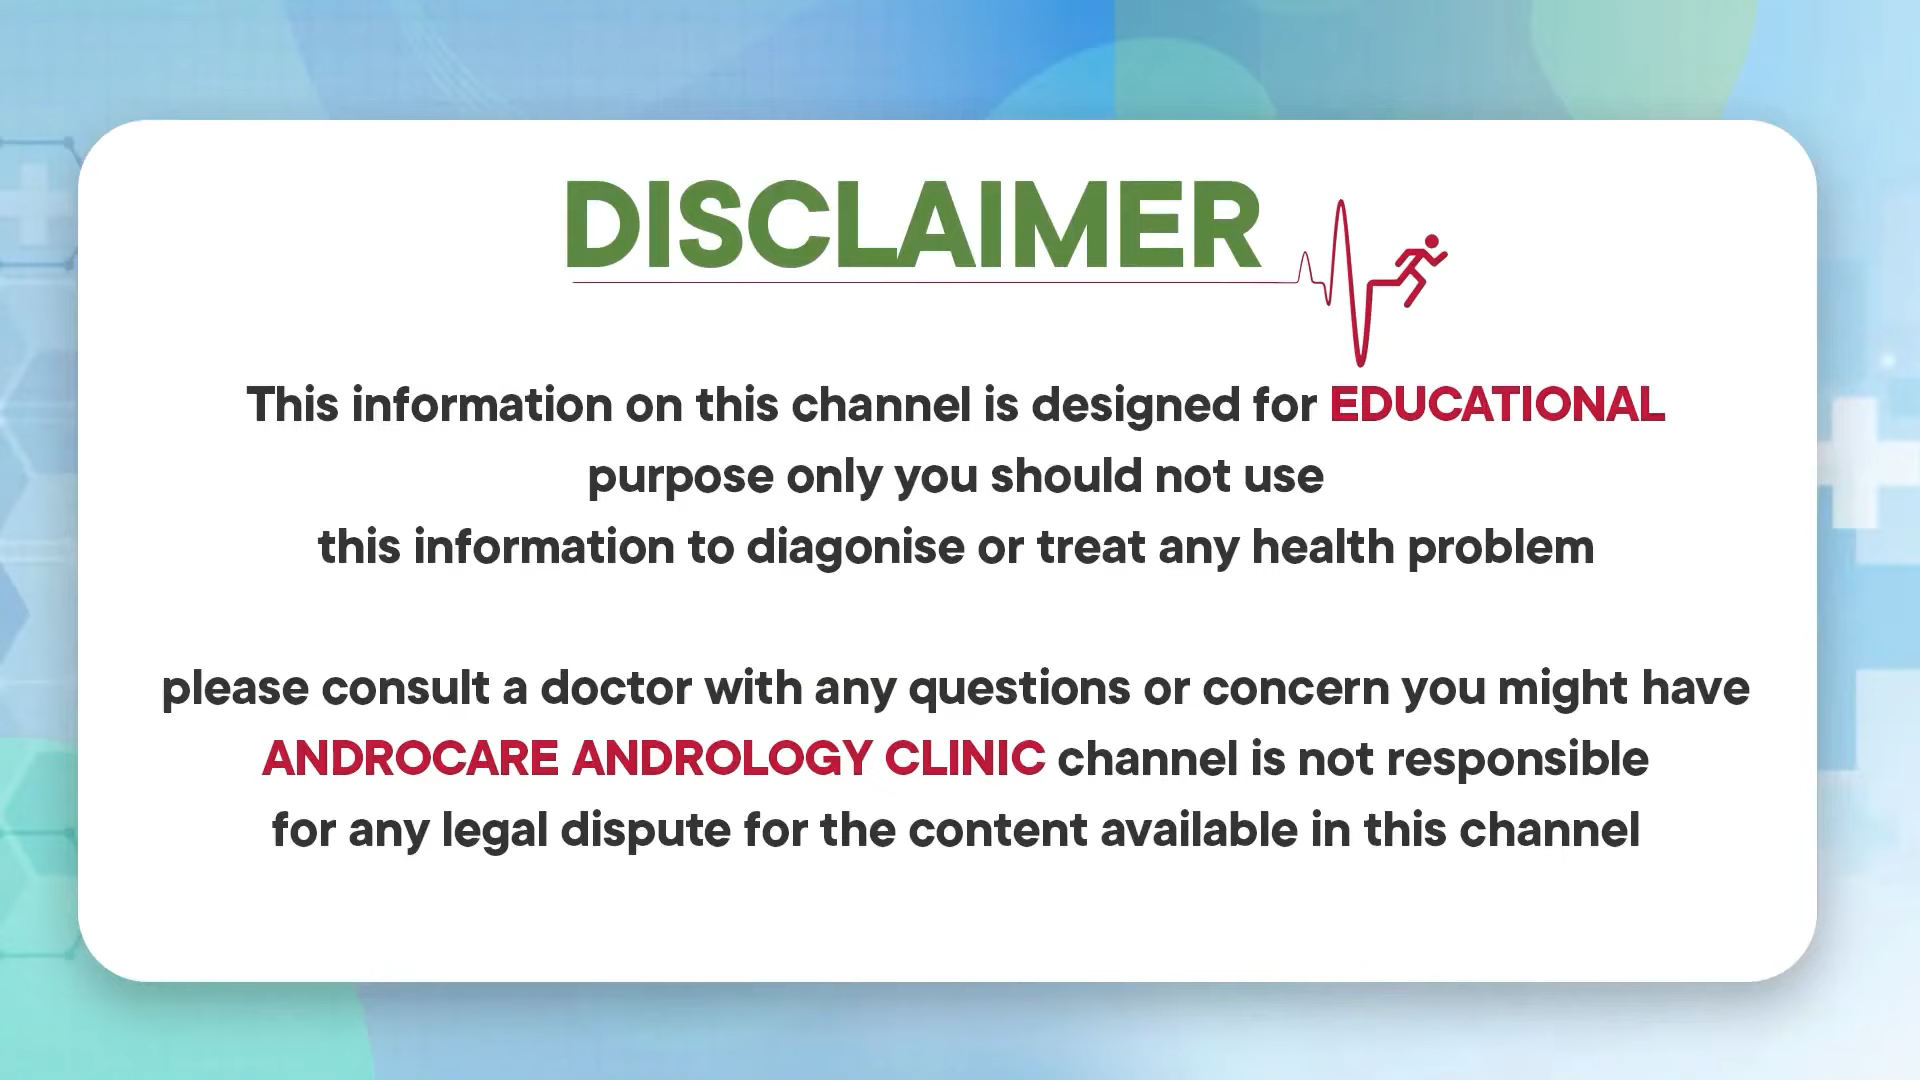 DISCLAIMER
This information on this channel is designed for EDUCATIONAL
purpose only you should not use
this information to diagonise or treat any health problem
please consult a doctor with any questions or concern you might have
ANDROCARE ANDROLOGY CLINIC channel is not responsible
for any legal dispute for the content available in this channel